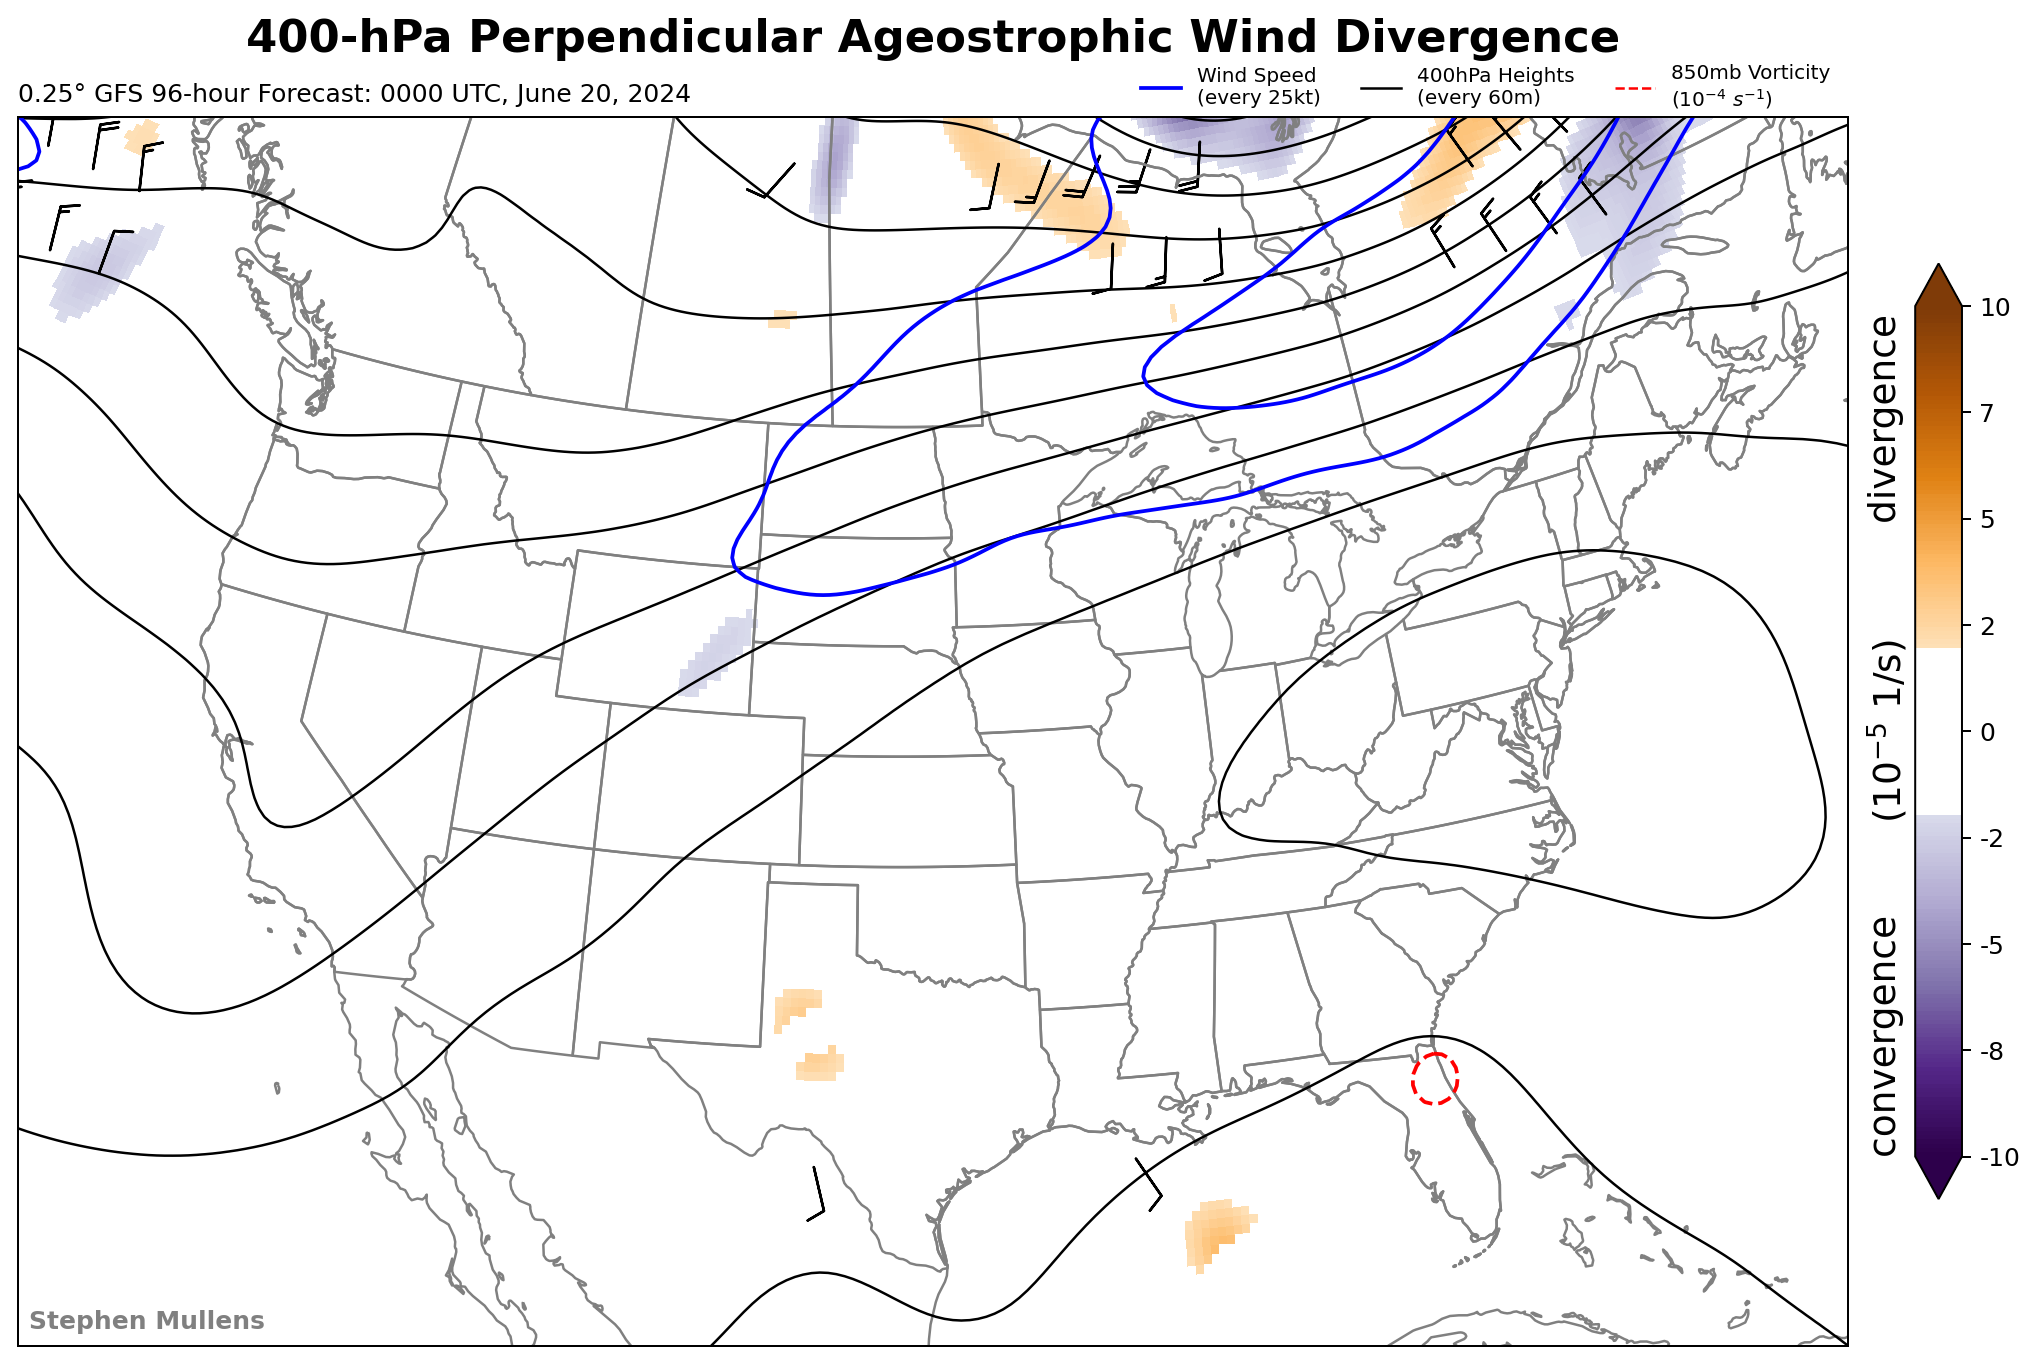 400-hPa Perpendicular Ageostrophic Wind Divergence
0.25° GFS 96-hour Forecast: 0000 UTC, June 20, 2024
Wind Speed
(every 25kt)
400hPa Heights
(every 60m)
850mb Vorticity
(10⁻⁴ s⁻¹)
10
7
5
2
0
-2
-5
-8
-10
convergence (10⁻⁵ 1/s) divergence
Stephen Mullens